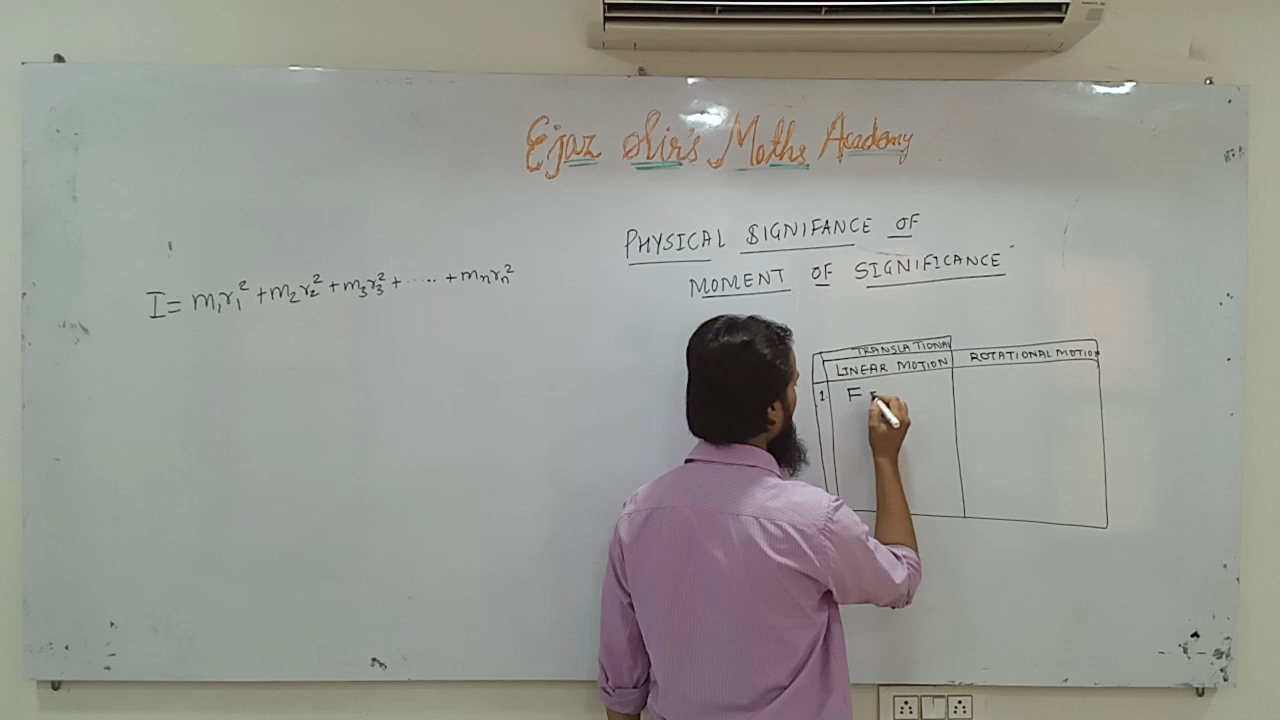 Ejaz Sir's Maths Academy
PHYSICAL SIGNIFANCE OF
MOMENT OF SIGNIFICANCE
I = m₁r₁² + m₂r₂² + m₃r₃² + ..... + mₙrₙ²
TRANSLATIONAL
LINEAR MOTION ROTATIONAL MOTION
1 F =